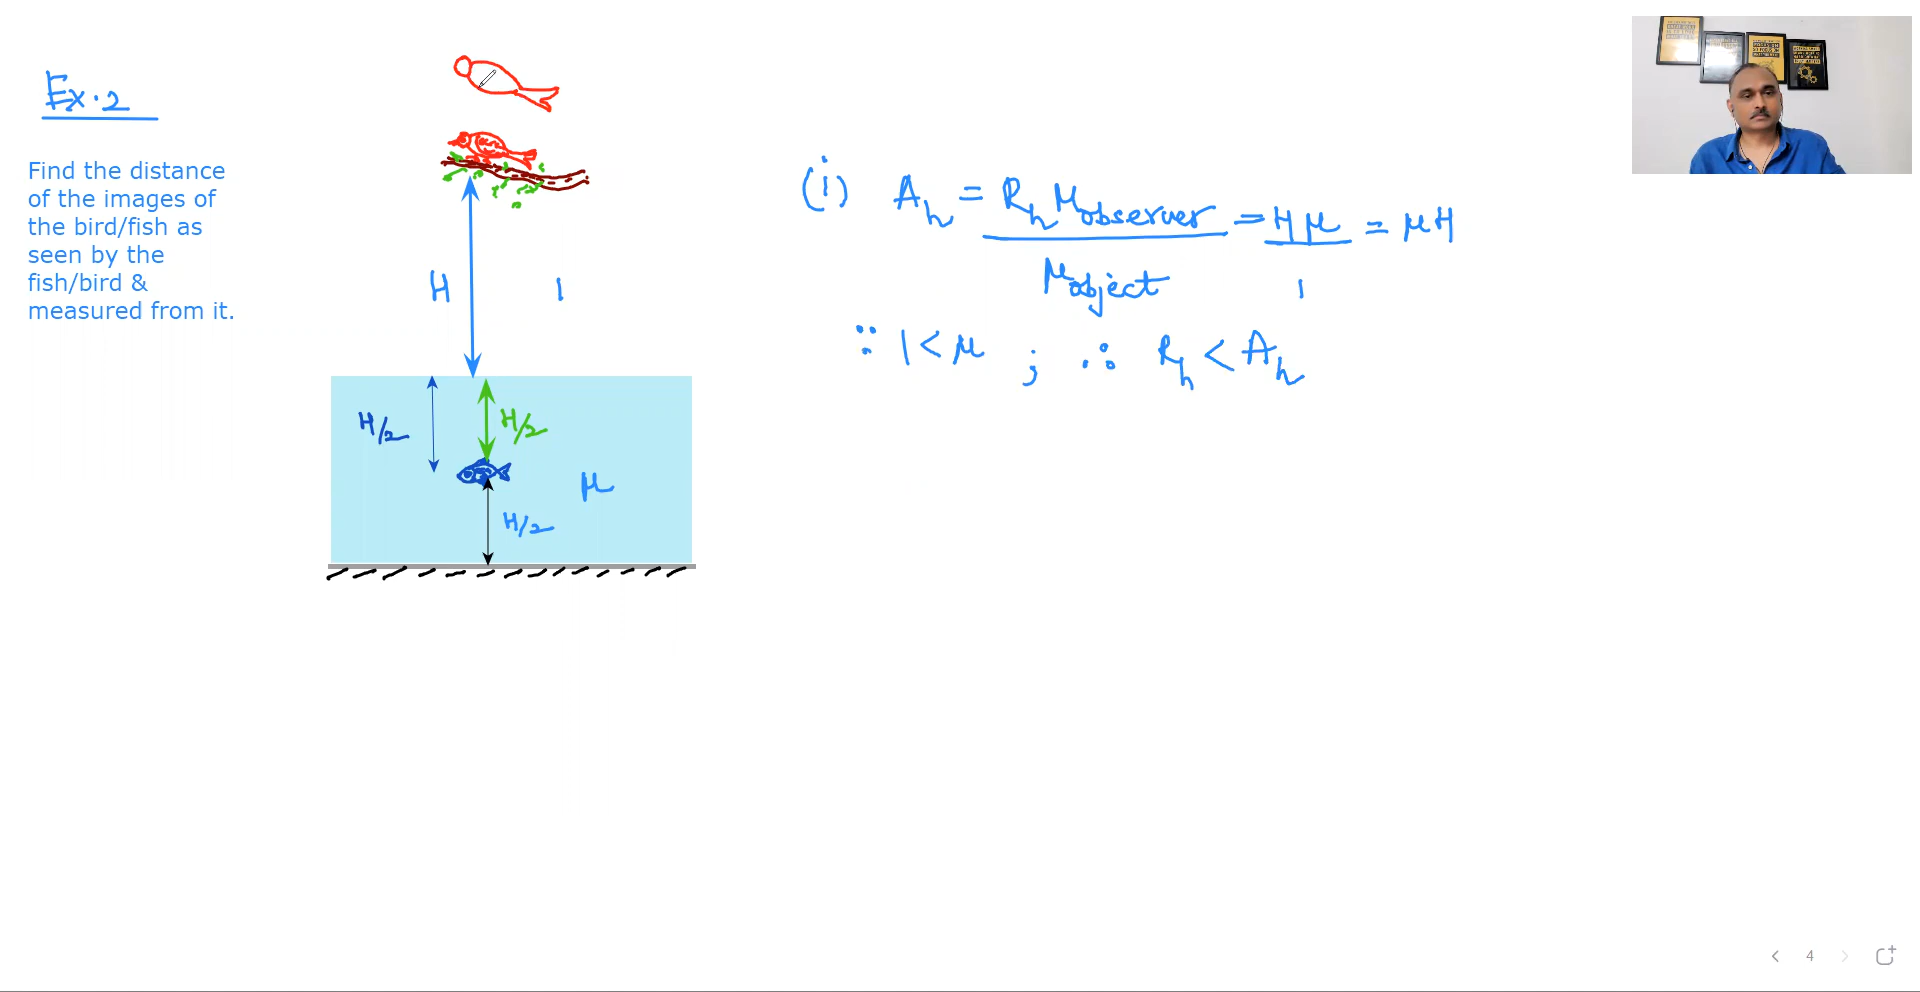 Ex.2
Find the distance
of the images of
the bird/fish as
seen by the
fish/bird &
measured from it.
H
1
H/2
H/2
μ
H/2
(i) A_h = R_h μ_observer / μ_object = Hμ / 1 = μH
∵ 1 < μ ; ∴ R_h < A_h
4